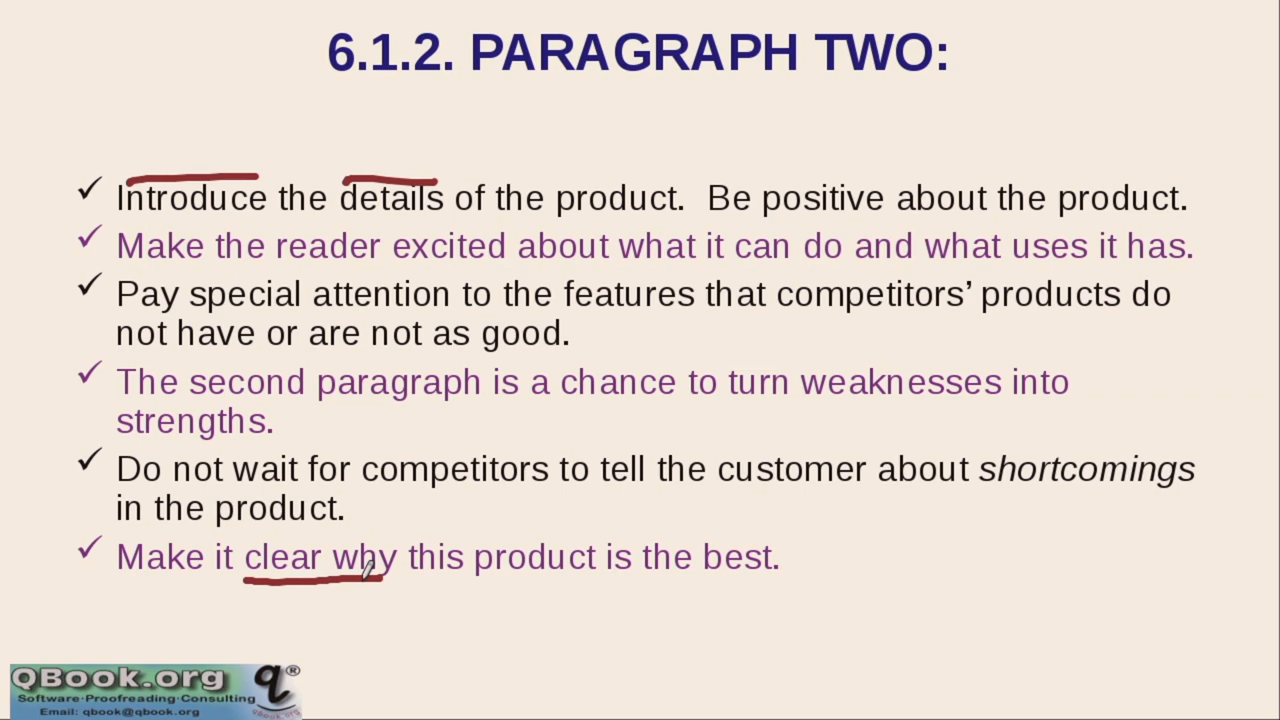 6.1.2. PARAGRAPH TWO:
✓ Introduce the details of the product.  Be positive about the product.
✓ Make the reader excited about what it can do and what uses it has.
✓ Pay special attention to the features that competitors’ products do
not have or are not as good.
✓ The second paragraph is a chance to turn weaknesses into
strengths.
✓ Do not wait for competitors to tell the customer about shortcomings
in the product.
✓ Make it clear why this product is the best.
QBook.org q®
Software·Proofreading·Consulting
Email: qbook@qbook.org qbook.org